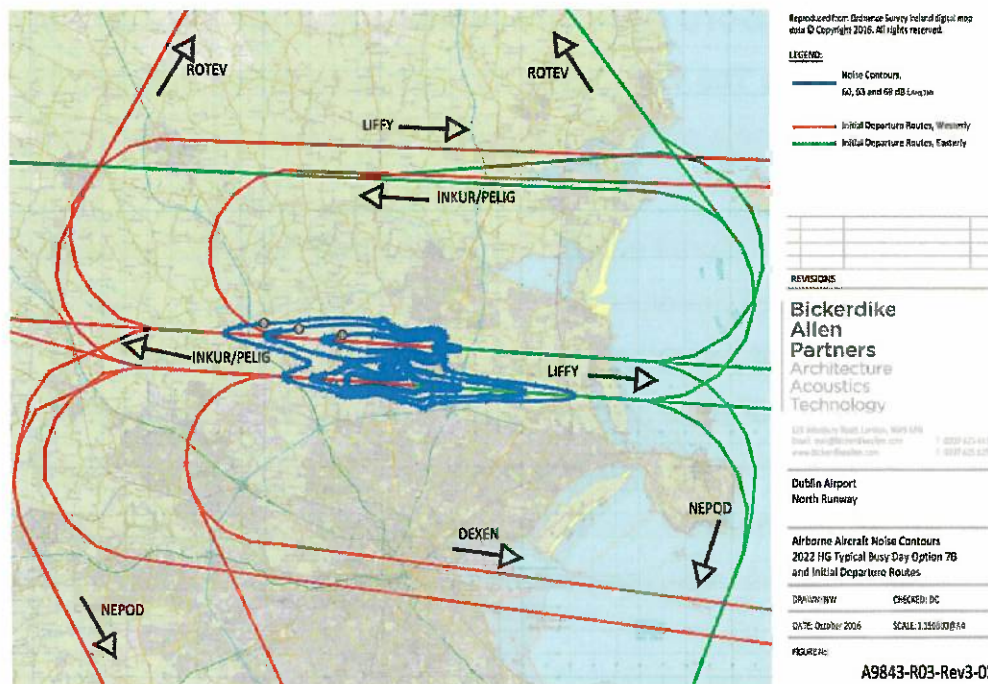 ROTEV
ROTEV
LIFFY
INKUR/PELIG
INKUR/PELIG
LIFFY
DEXEN
NEPOD
NEPOD
Reproduced from Ordnance Survey Ireland digital map
data © Copyright 2016. All rights reserved.
LEGEND:
Noise Contours,
60, 63 and 69 dB
Initial Departure Routes, Westerly
Initial Departure Routes, Easterly
REVISIONS
Bickerdike
Allen
Partners
Architecture
Acoustics
Technology
Dublin Airport
North Runway
Airborne Aircraft Noise Contours
2022 HG Typical Busy Day Option 7B
and Initial Departure Routes
CHECKED: DC
DATE: October 2016
FIGURE No:
A9843-R03-Rev3-